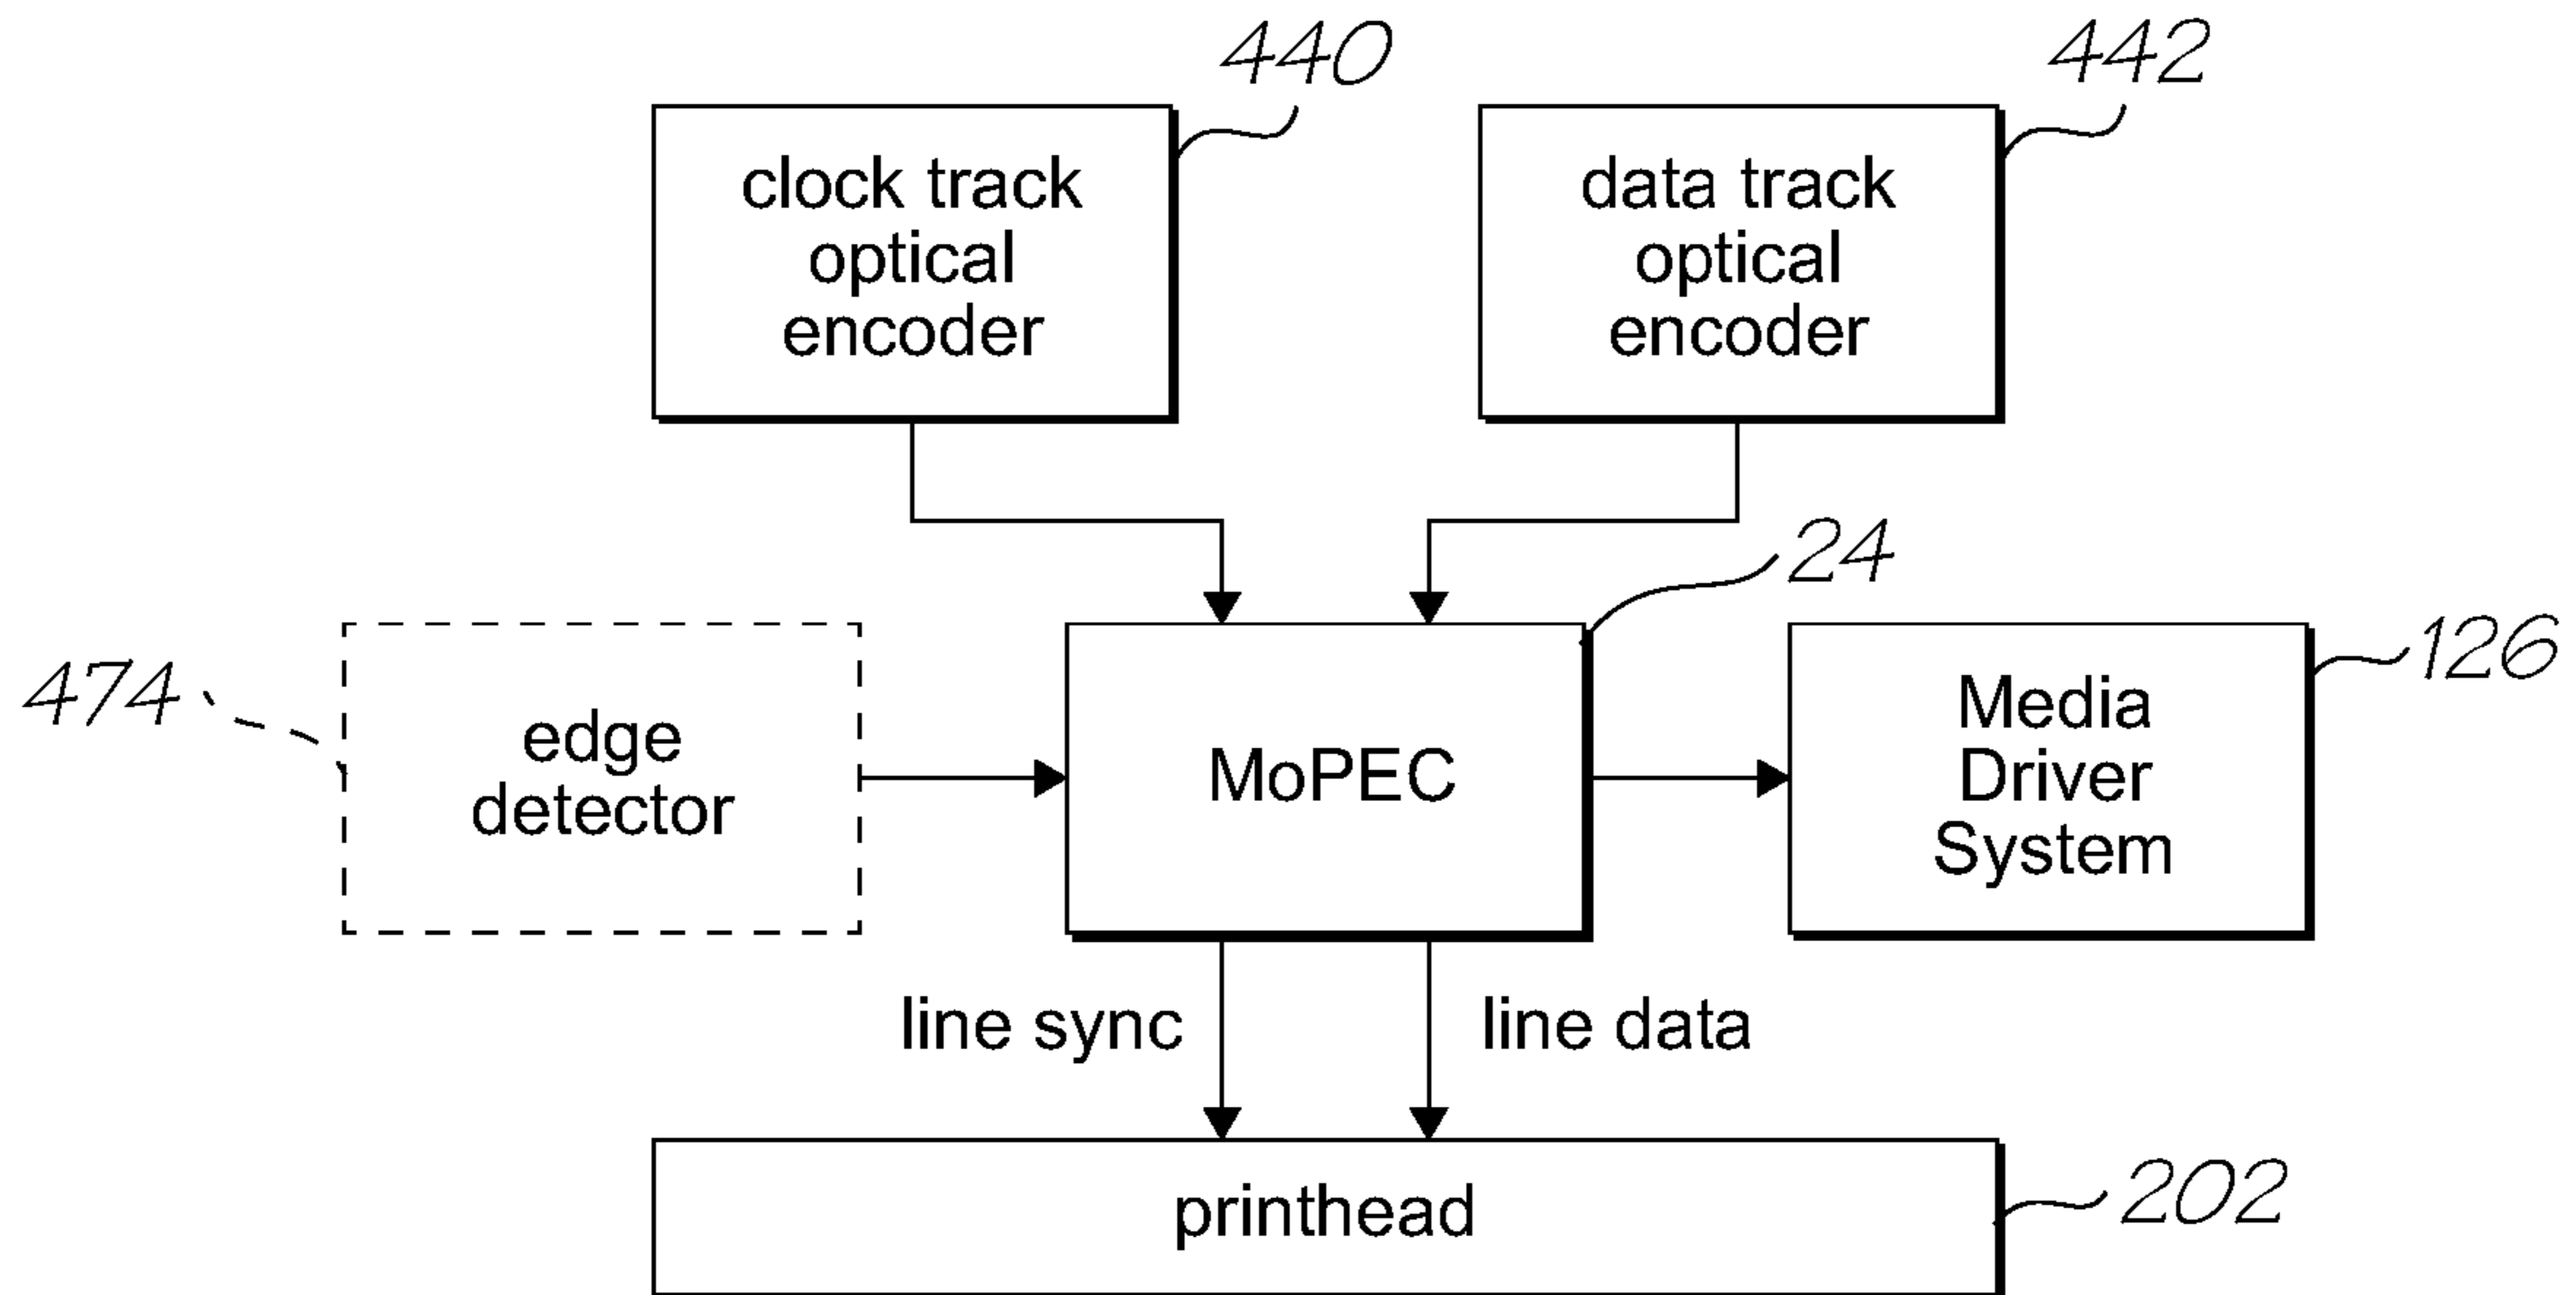 440
442
clock track
optical
encoder
data track
optical
encoder
24
474
edge
detector
MoPEC
126
Media
Driver
System
line sync
line data
printhead
202